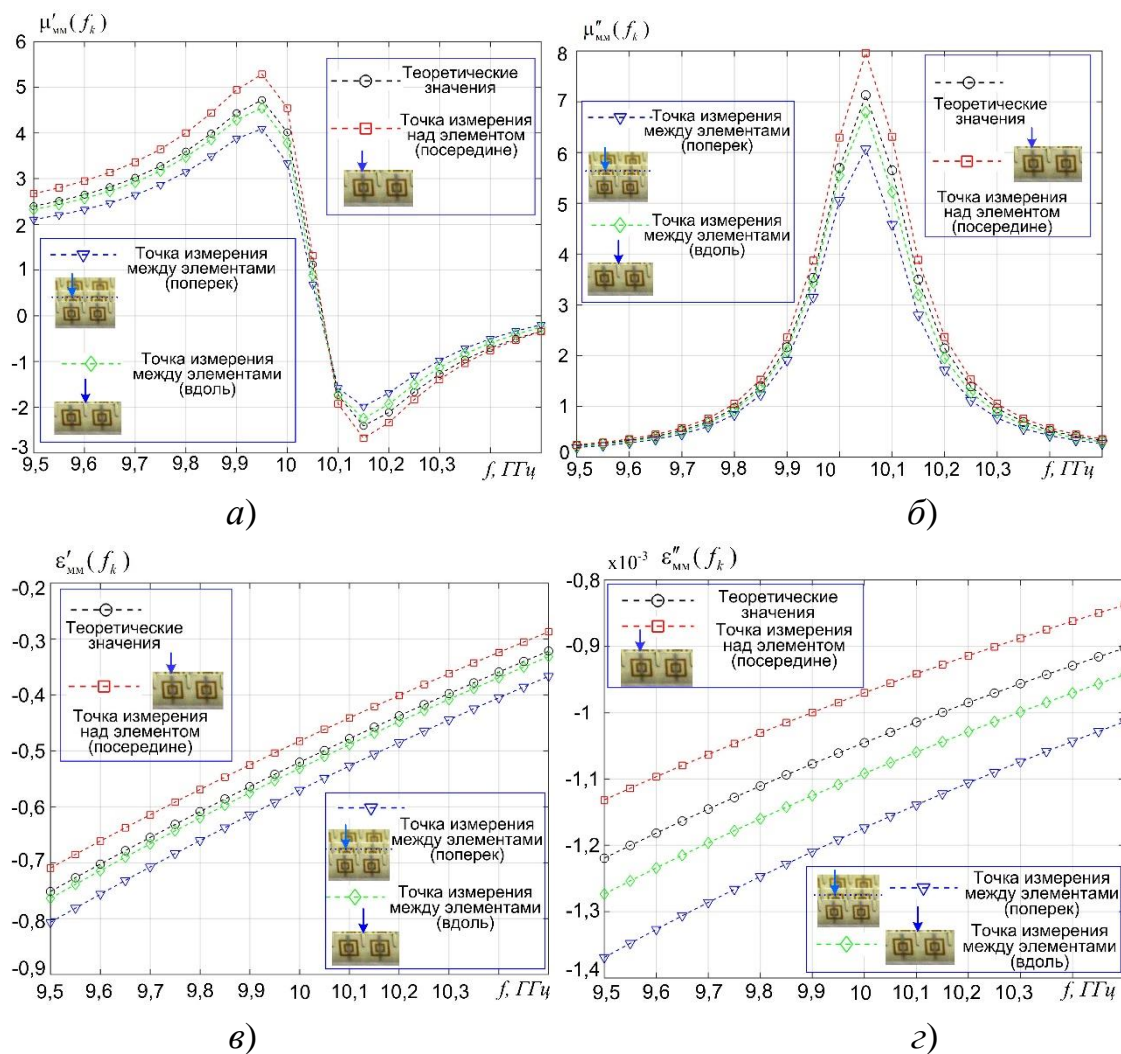 μ′мм(fk)
6
5
4
3
2
1
0
-1
-2
-3
9,5
9,6
9,7
9,8
9,9
10
10,1
10,2
10,3
f, ГГц
Теоретические
значения
Точка измерения
над элементом
(посередине)
Точка измерения
между элементами
(поперек)
Точка измерения
между элементами
(вдоль)
а)
μ″мм(fk)
8
7
6
5
4
3
2
1
0
9,5
9,6
9,7
9,8
9,9
10
10,1
10,2
10,3
f, ГГц
Точка измерения
между элементами
(поперек)
Точка измерения
между элементами
(вдоль)
Теоретические
значения
Точка измерения
над элементом
(посередине)
б)
ε′мм(fk)
-0,2
-0,3
-0,4
-0,5
-0,6
-0,7
-0,8
-0,9
9,5
9,6
9,7
9,8
9,9
10
10,1
10,2
10,3
f, ГГц
Теоретические
значения
Точка измерения
над элементом
(посередине)
Точка измерения
между элементами
(поперек)
Точка измерения
между элементами
(вдоль)
в)
x10⁻³ ε″мм(fk)
-0,8
-0,9
-1
-1,1
-1,2
-1,3
-1,4
9,5
9,6
9,7
9,8
9,9
10
10,1
10,2
10,3
f, ГГц
Теоретические
значения
Точка измерения
над элементом
(посередине)
Точка измерения
между элементами
(поперек)
Точка измерения
между элементами
(вдоль)
г)